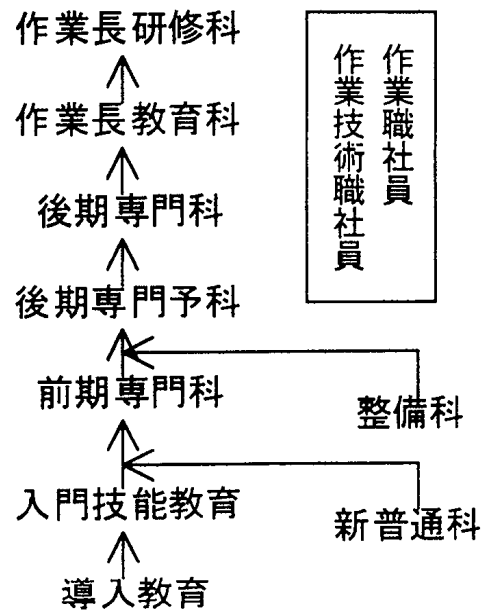 作業長研修科
作業長教育科
後期専門科
後期専門予科
前期専門科
入門技能教育
導入教育
作業職社員
作業技術職社員
整備科
新普通科